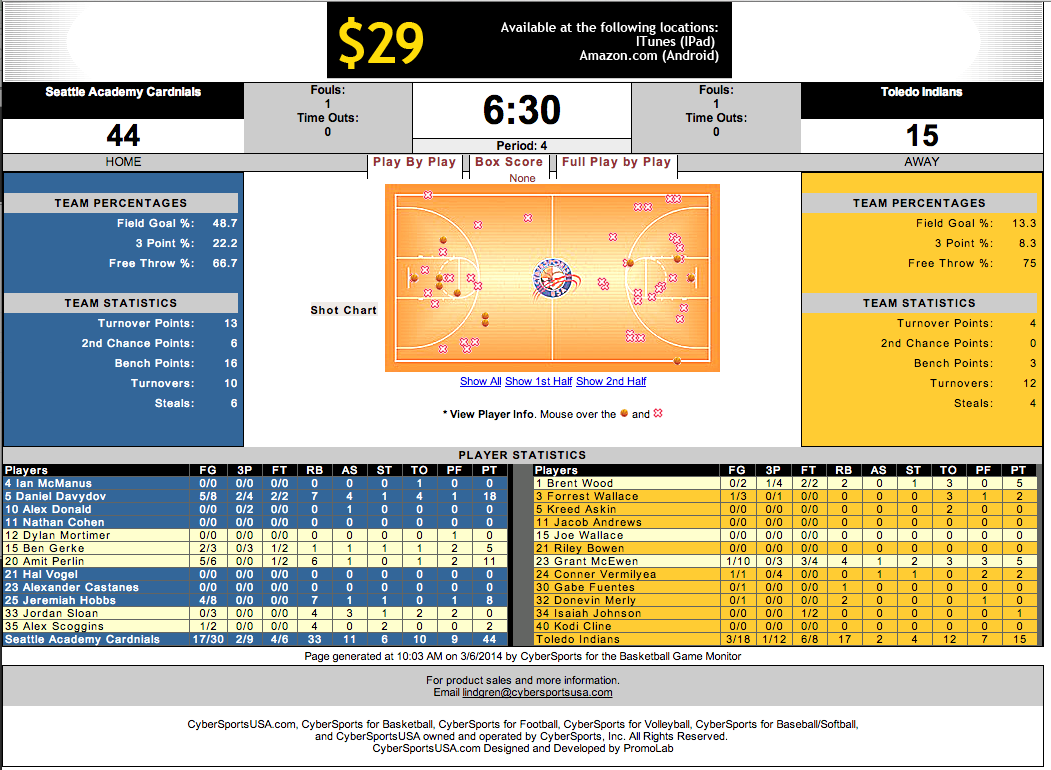 $29
Available at the following locations:
ITunes (IPad)
Amazon.com (Android)
Seattle Academy Cardnials
44
HOME
Fouls:
1
Time Outs:
0
6:30
Period: 4
Fouls:
1
Time Outs:
0
Toledo Indians
15
AWAY
Play By Play Box Score Full Play by Play
None
TEAM PERCENTAGES
Field Goal %: 48.7
3 Point %: 22.2
Free Throw %: 66.7
TEAM STATISTICS
Turnover Points: 13
2nd Chance Points: 6
Bench Points: 16
Turnovers: 10
Steals: 6
Shot Chart
Show All Show 1st Half Show 2nd Half
* View Player Info. Mouse over the and
TEAM PERCENTAGES
Field Goal %: 13.3
3 Point %: 8.3
Free Throw %: 75
TEAM STATISTICS
Turnover Points: 4
2nd Chance Points: 0
Bench Points: 3
Turnovers: 12
Steals: 4
PLAYER STATISTICS
Players FG 3P FT RB AS ST TO PF PT
4 Ian McManus 0/0 0/0 0/0 0 0 0 1 0 0
5 Daniel Davydov 5/8 2/4 2/2 7 4 1 4 1 18
10 Alex Donald 0/0 0/2 0/0 0 1 0 0 0 0
11 Nathan Cohen 0/0 0/0 0/0 0 0 0 0 0 0
12 Dylan Mortimer 0/0 0/0 0/0 0 0 0 0 1 0
15 Ben Gerke 2/3 0/3 1/2 1 1 1 1 2 5
20 Amit Perlin 5/6 0/0 1/2 6 1 0 1 2 11
21 Hal Vogel 0/0 0/0 0/0 0 0 0 0 0 0
23 Alexander Castanes 0/0 0/0 0/0 0 0 0 0 0 0
25 Jeremiah Hobbs 4/8 0/0 0/0 7 1 1 0 1 8
33 Jordan Sloan 0/3 0/0 0/0 4 3 1 2 2 0
35 Alex Scoggins 1/2 0/0 0/0 4 0 2 0 0 2
Seattle Academy Cardnials 17/30 2/9 4/6 33 11 6 10 9 44
Players FG 3P FT RB AS ST TO PF PT
1 Brent Wood 0/2 1/4 2/2 2 0 1 3 0 5
3 Forrest Wallace 1/3 0/1 0/0 0 0 0 3 1 2
5 Kreed Askin 0/0 0/0 0/0 0 0 0 2 0 0
11 Jacob Andrews 0/0 0/0 0/0 0 0 0 0 0 0
15 Joe Wallace 0/0 0/0 0/0 0 0 0 0 0 0
21 Riley Bowen 0/0 0/0 0/0 0 0 0 0 0 0
23 Grant McEwen 1/10 0/3 3/4 4 1 2 3 3 5
24 Conner Vermilyea 1/1 0/4 0/0 0 1 1 0 2 2
30 Gabe Fuentes 0/1 0/0 0/0 1 0 0 0 0 0
32 Donevin Merly 0/1 0/0 0/0 2 0 0 0 1 0
34 Isaiah Johnson 0/0 0/0 1/2 0 0 0 0 0 1
40 Kodi Cline 0/0 0/0 0/0 0 0 0 0 0 0
Toledo Indians 3/18 1/12 6/8 17 2 4 12 7 15
Page generated at 10:03 AM on 3/6/2014 by CyberSports for the Basketball Game Monitor
For product sales and more information.
Email lindgren@cybersportsusa.com
CyberSportsUSA.com, CyberSports for Basketball, CyberSports for Football, CyberSports for Volleyball, CyberSports for Baseball/Softball,
and CyberSportsUSA owned and operated by CyberSports, Inc. All Rights Reserved.
CyberSportsUSA.com Designed and Developed by PromoLab